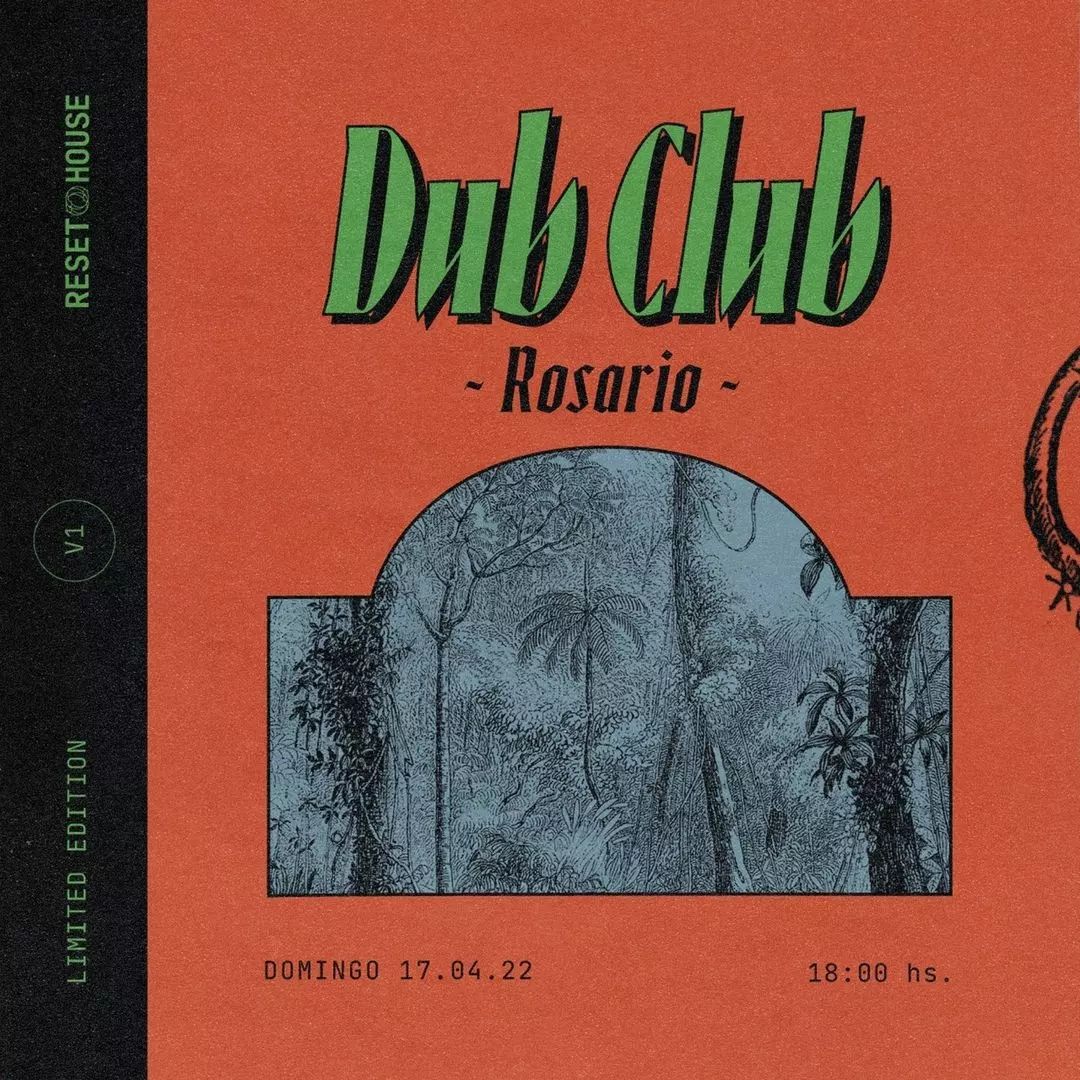 RESET HOUSE
V1
LIMITED EDITION
Dub Club
- Rosario -
DOMINGO 17.04.22
18:00 hs.